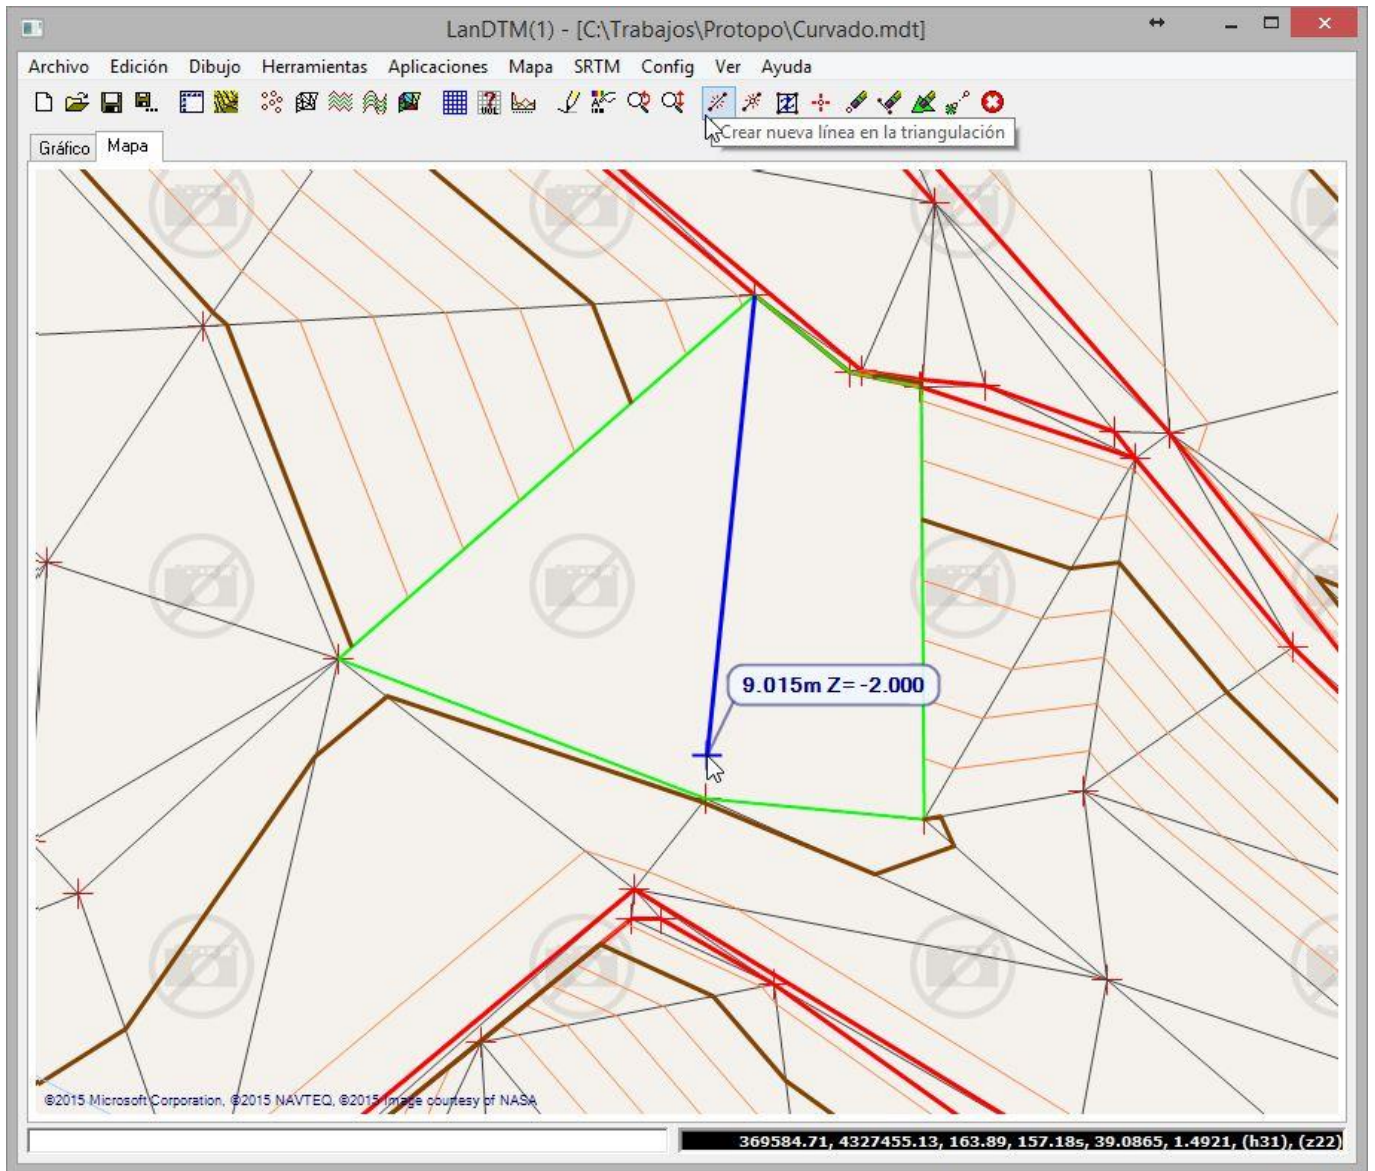 LanDTM(1) - [C:\Trabajos\Protopo\Curvado.mdt]
Archivo Edición Dibujo Herramientas Aplicaciones Mapa SRTM Config Ver Ayuda
Crear nueva línea en la triangulación
Gráfico Mapa
9.015m Z= -2.000
©2015 Microsoft Corporation, ©2015 NAVTEQ, ©2015 Image courtesy of NASA
369584.71, 4327455.13, 163.89, 157.18s, 39.0865, 1.4921, (h31), (z22)